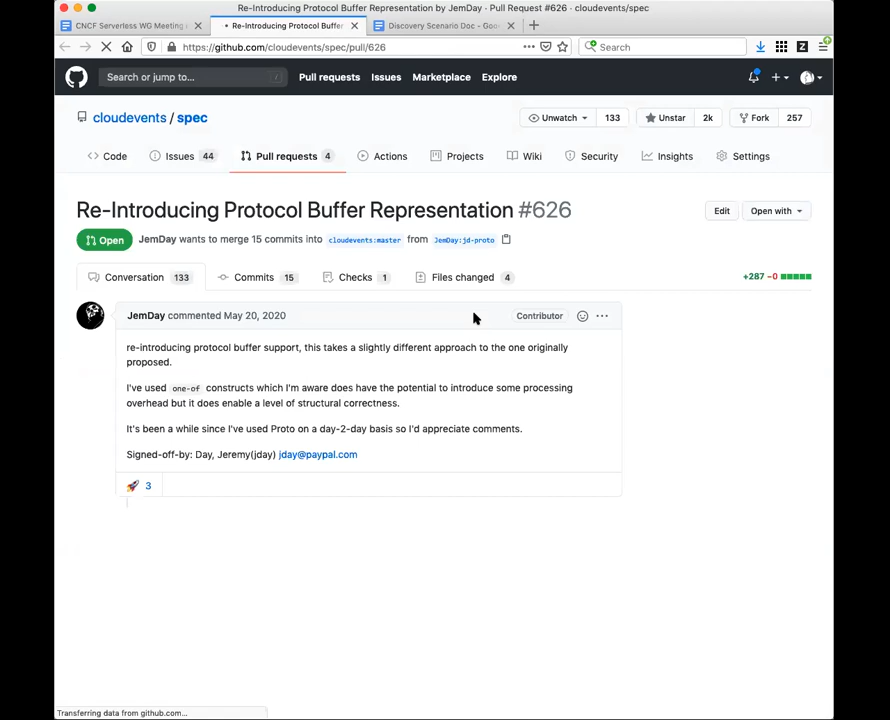 Re-Introducing Protocol Buffer Representation by JemDay · Pull Request #626 · cloudevents/spec
CNCF Serverless WG Meeting
Re-Introducing Protocol Buffer
Discovery Scenario Doc - Goo
https://github.com/cloudevents/spec/pull/626
Search
Search or jump to...
/
Pull requests
Issues
Marketplace
Explore
cloudevents / spec
Unwatch
133
Unstar
2k
Fork
257
Code
Issues 44
Pull requests 4
Actions
Projects
Wiki
Security
Insights
Settings
Re-Introducing Protocol Buffer Representation #626
Edit
Open with
Open
JemDay wants to merge 15 commits into cloudevents:master from JemDay:jd-proto
Conversation 133
Commits 15
Checks 1
Files changed 4
+287 −0
JemDay commented May 20, 2020
Contributor
re-introducing protocol buffer support, this takes a slightly different approach to the one originally
proposed.
I've used one-of constructs which I'm aware does have the potential to introduce some processing
overhead but it does enable a level of structural correctness.
It's been a while since I've used Proto on a day-2-day basis so I'd appreciate comments.
Signed-off-by: Day, Jeremy(jday) jday@paypal.com
🚀 3
Transferring data from github.com...